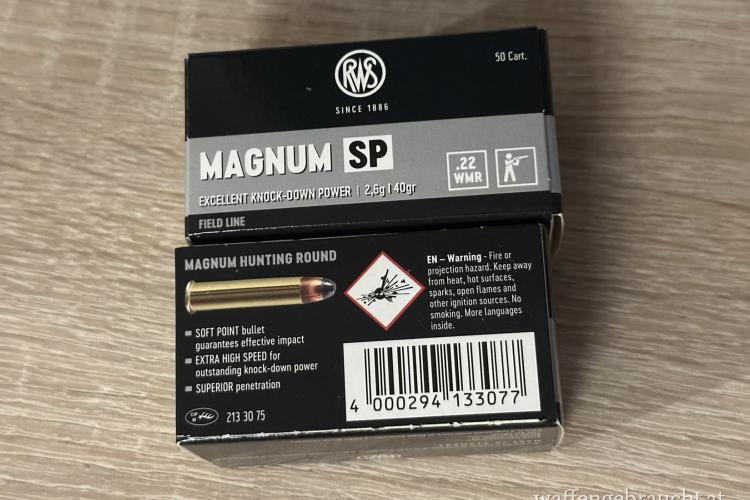 50 Cart.
RWS
SINCE 1886
MAGNUM SP
.22
WMR
EXCELLENT KNOCK-DOWN POWER | 2,6g | 40gr
FIELD LINE
MAGNUM HUNTING ROUND
EN – Warning - Fire or
projection hazard. Keep away
from heat, hot surfaces,
sparks, open flames and
other ignition sources. No
smoking. More languages
inside.
SOFT POINT bullet
guarantees effective impact
EXTRA HIGH SPEED for
outstanding knock-down power
SUPERIOR penetration
213 30 75
4 000294 133077
waffengebraucht.at